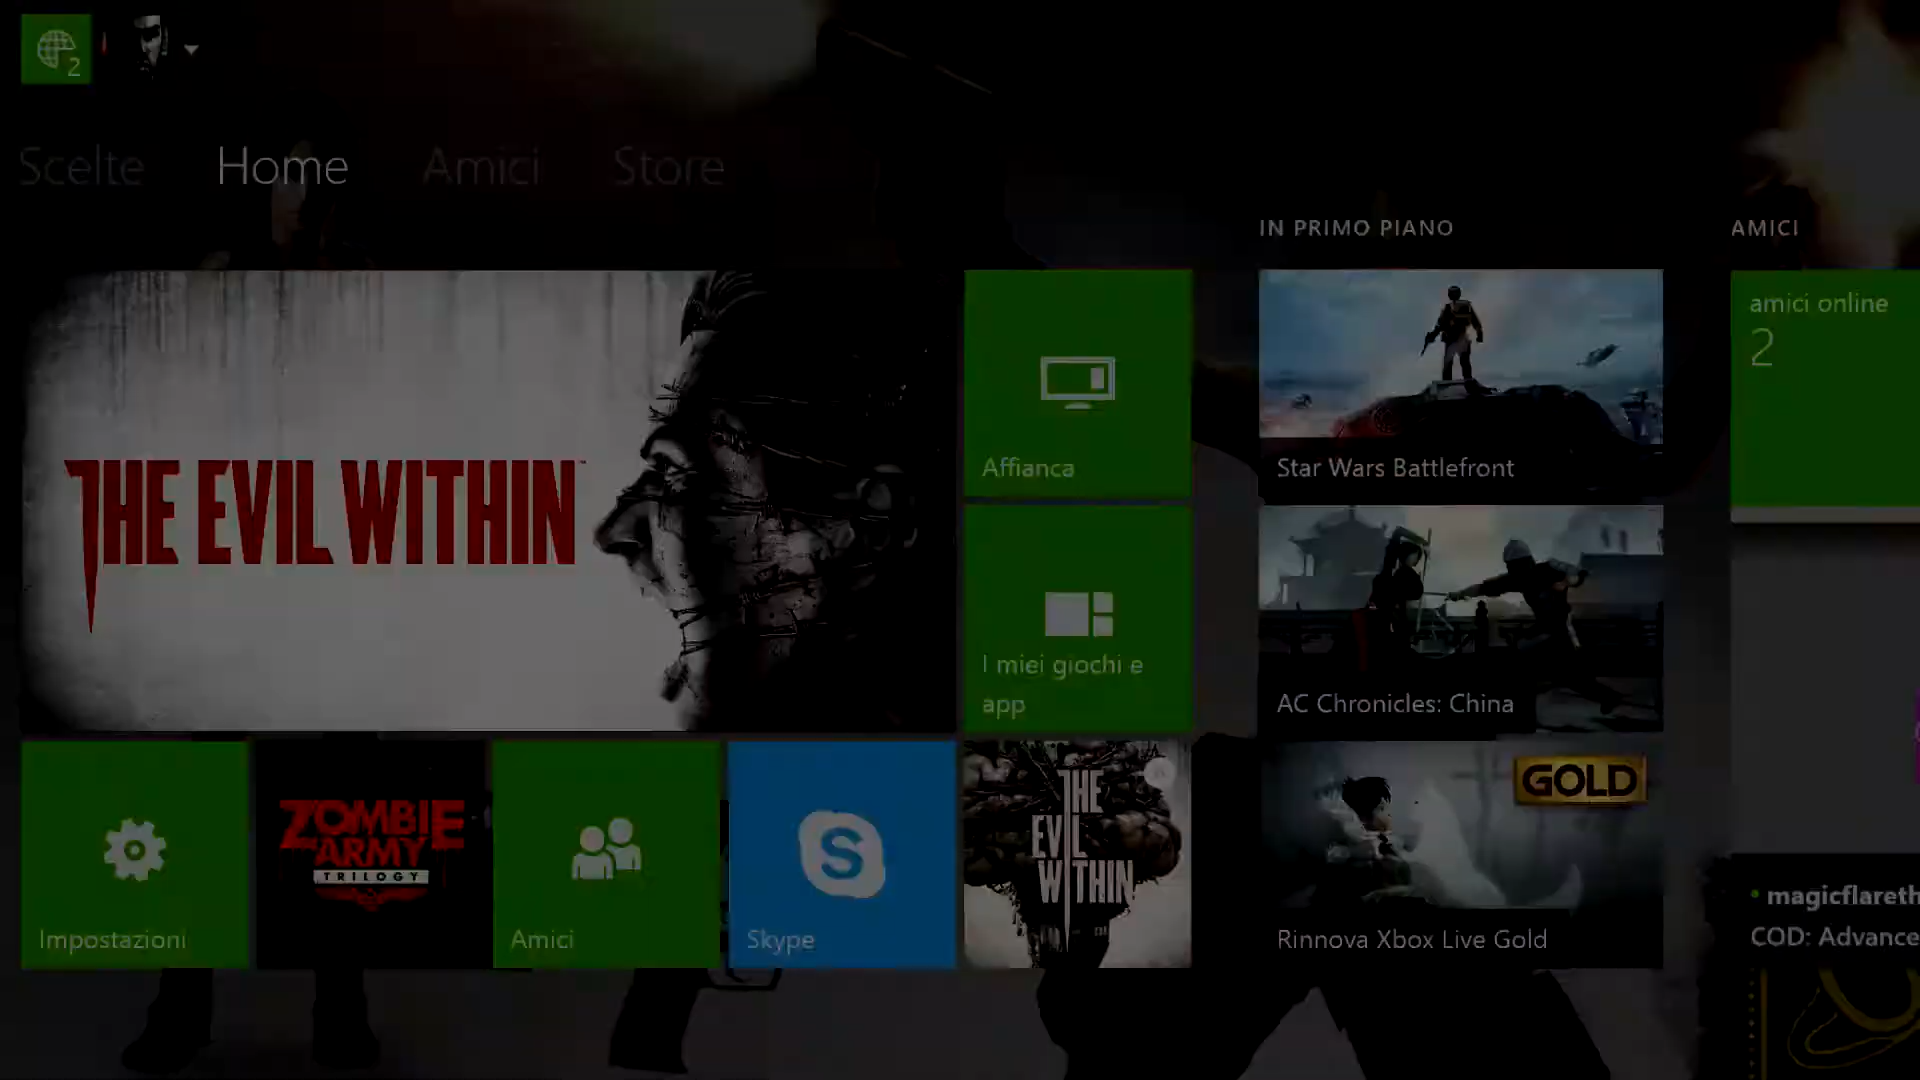 2
Scelte Home Amici Store
IN PRIMO PIANO
AMICI
THE EVIL WITHIN
Affianca
I miei giochi e
app
Star Wars Battlefront
AC Chronicles: China
GOLD
Rinnova Xbox Live Gold
amici online
2
Impostazioni
ZOMBIE
ARMY
TRILOGY
Amici
S
Skype
THE
EVIL
WITHIN
magicflareth
COD: Advance